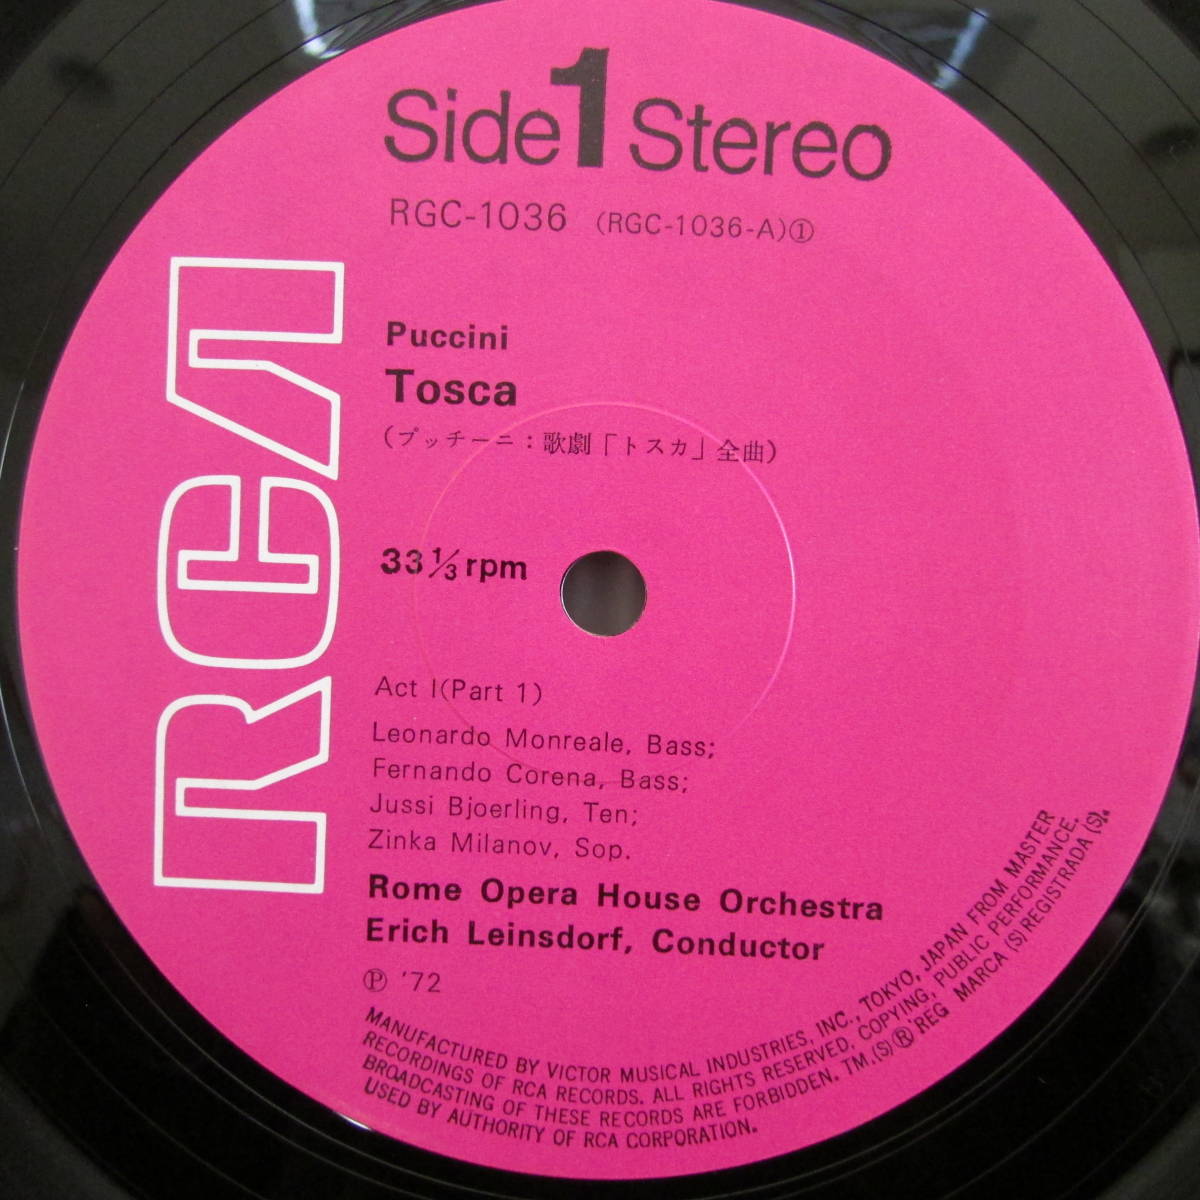 Side 1 Stereo
RGC-1036 (RGC-1036-A)①
RCA
Puccini
Tosca
(プッチーニ：歌劇「トスカ」全曲)
33 1/3 rpm
Act I(Part 1)
Leonardo Monreale, Bass;
Fernando Corena, Bass;
Jussi Bjoerling, Ten;
Zinka Milanov, Sop.
Rome Opera House Orchestra
Erich Leinsdorf, Conductor
Ⓟ '72
MANUFACTURED BY VICTOR MUSICAL INDUSTRIES, INC., TOKYO, JAPAN FROM MASTER
RECORDINGS OF RCA RECORDS. ALL RIGHTS RESERVED. COPYING, PUBLIC PERFORMANCE.
BROADCASTING OF THESE RECORDS ARE FORBIDDEN. TM.(S)® REG MARCA (S) REGISTRADA (S).
USED BY AUTHORITY OF RCA CORPORATION.